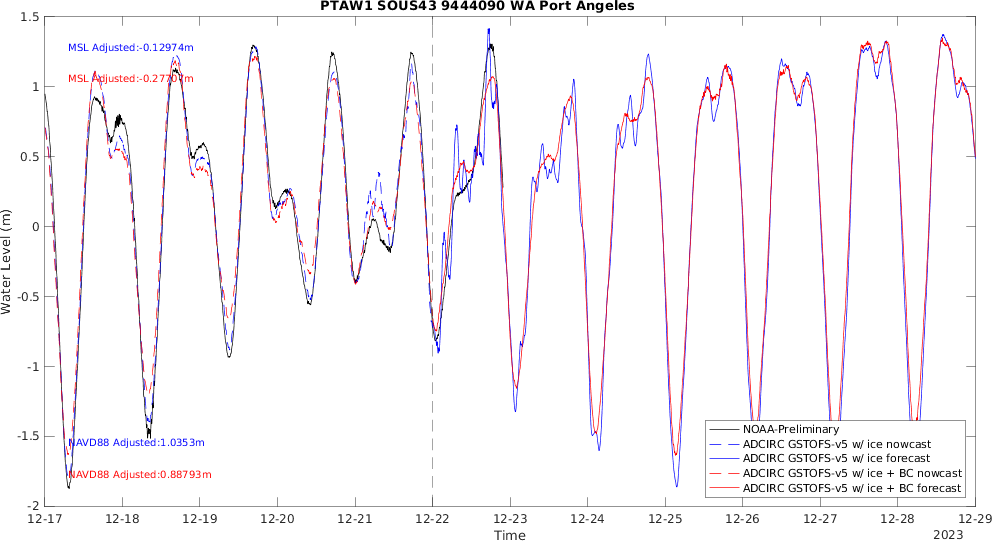 PTAW1 SOUS43 9444090 WA Port Angeles
1.5
MSL Adjusted:-0.12974m
MSL Adjusted:-0.27707m
1
0.5
0
-0.5
-1
-1.5
-2
Water Level (m)
NAVD88 Adjusted:1.0353m
NAVD88 Adjusted:0.88793m
NOAA-Preliminary
ADCIRC GSTOFS-v5 w/ ice nowcast
ADCIRC GSTOFS-v5 w/ ice forecast
ADCIRC GSTOFS-v5 w/ ice + BC nowcast
ADCIRC GSTOFS-v5 w/ ice + BC forecast
12-17 12-18 12-19 12-20 12-21 12-22 12-23 12-24 12-25 12-26 12-27 12-28 12-29
Time
2023